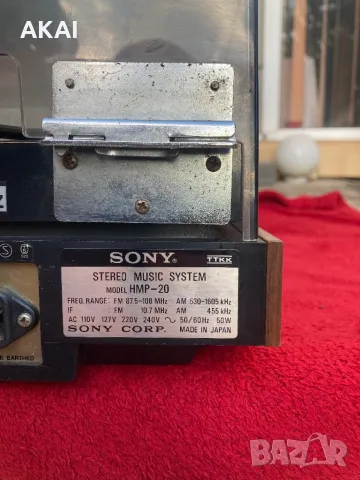 AKAI
Z
SONY® TTKK
STEREO MUSIC SYSTEM
MODEL HMP-20
FREQ. RANGE: FM 87.5-108 MHz AM 530-1605 kHz
IF FM 10.7 MHz AM 455 kHz
AC 110V 127V 220V 240V ~ 50/60Hz 50W
SONY CORP. MADE IN JAPAN
E EARTHED
BAZAR